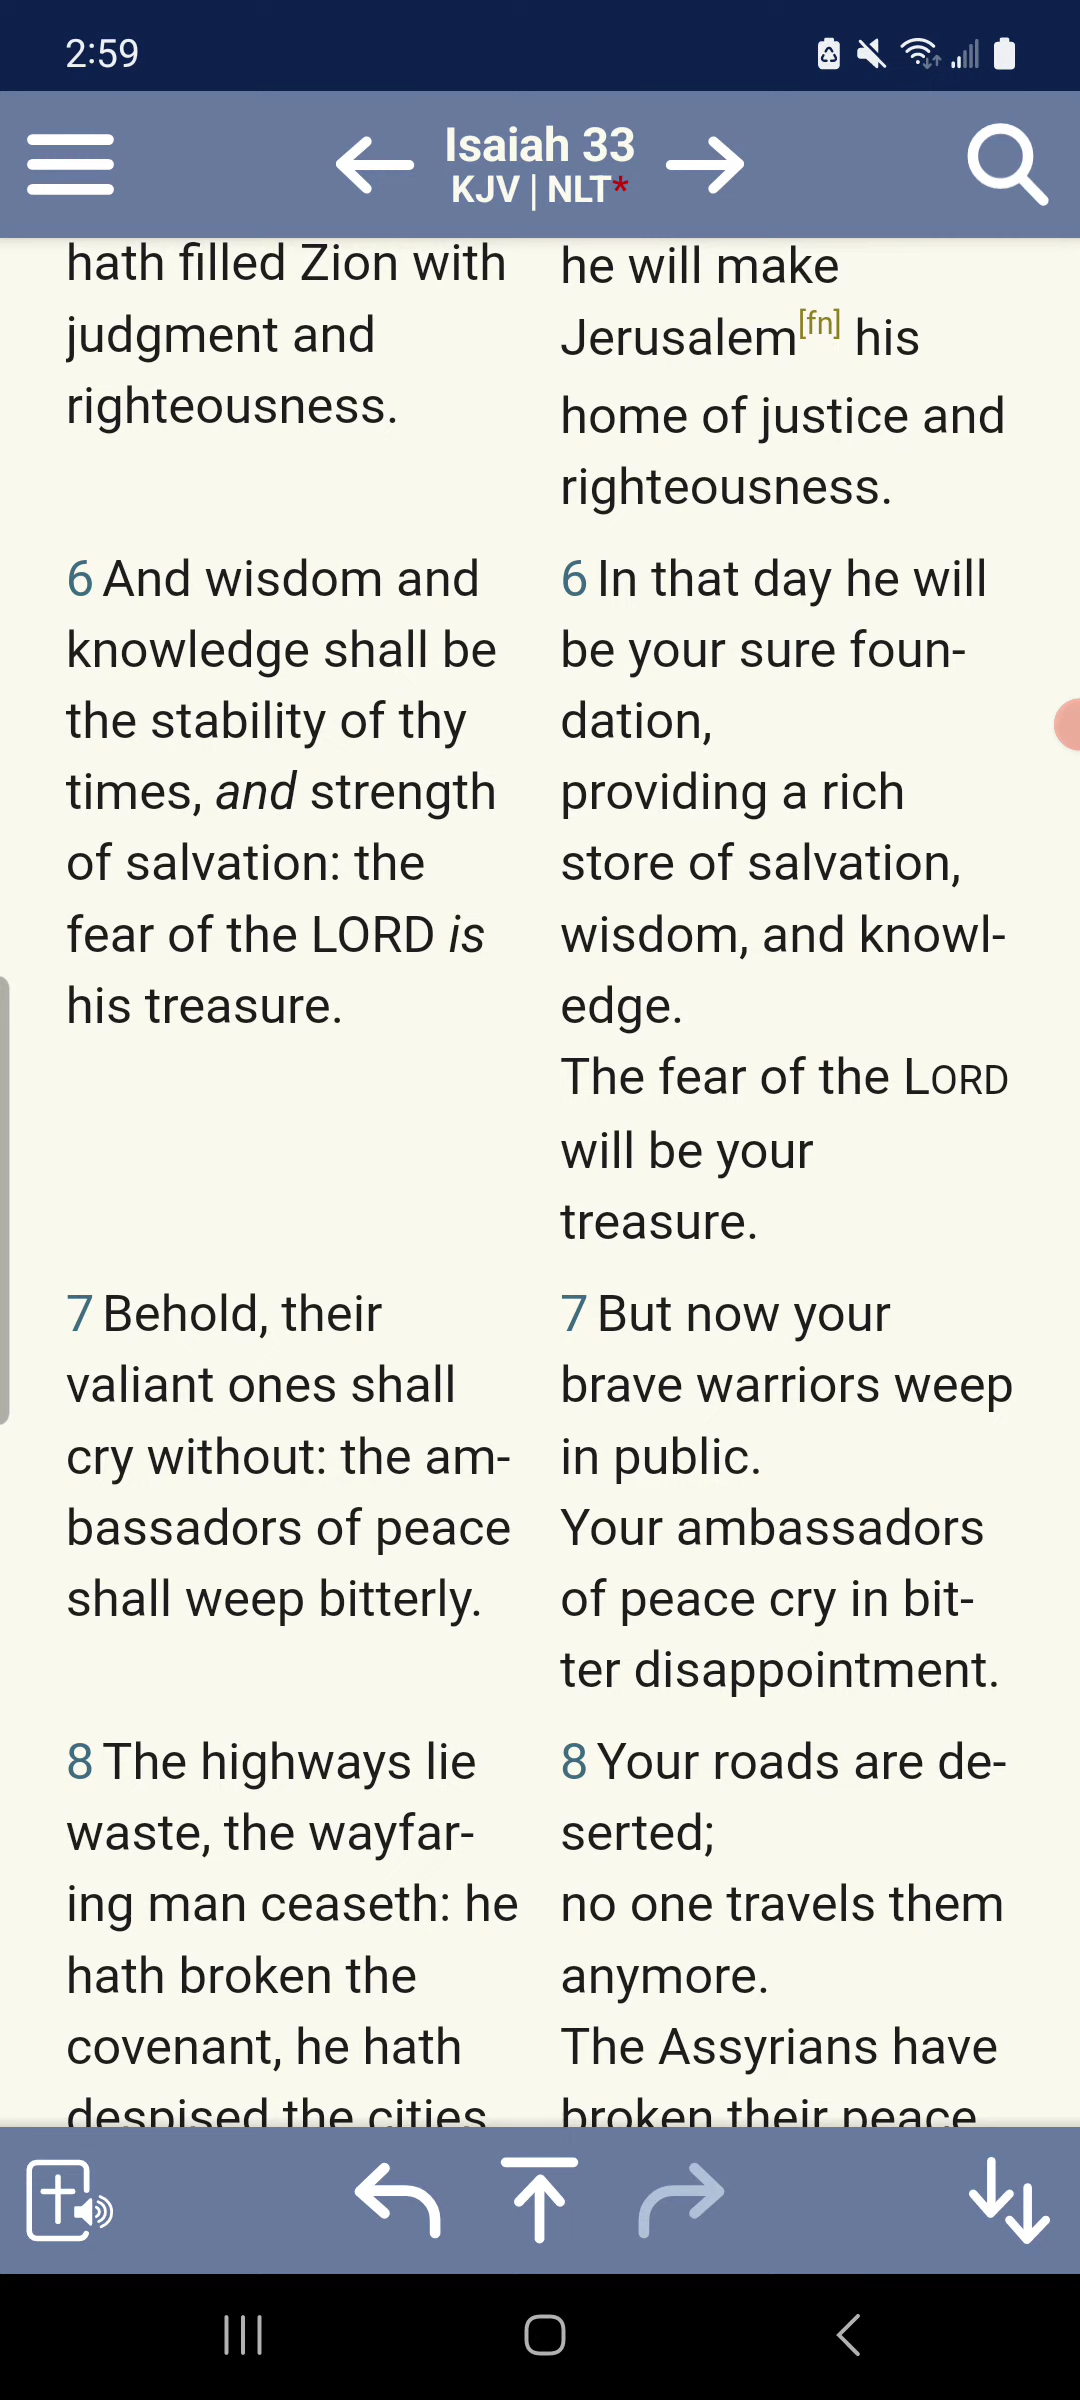 2:59
Isaiah 33
KJV | NLT*
hath filled Zion with
judgment and
righteousness.
6 And wisdom and
knowledge shall be
the stability of thy
times, and strength
of salvation: the
fear of the LORD is
his treasure.
7 Behold, their
valiant ones shall
cry without: the am-
bassadors of peace
shall weep bitterly.
8 The highways lie
waste, the wayfar-
ing man ceaseth: he
hath broken the
covenant, he hath
despised the cities,
he will make
Jerusalem[fn] his
home of justice and
righteousness.
6 In that day he will
be your sure foun-
dation,
providing a rich
store of salvation,
wisdom, and knowl-
edge.
The fear of the LORD
will be your
treasure.
7 But now your
brave warriors weep
in public.
Your ambassadors
of peace cry in bit-
ter disappointment.
8 Your roads are de-
serted;
no one travels them
anymore.
The Assyrians have
broken their peace